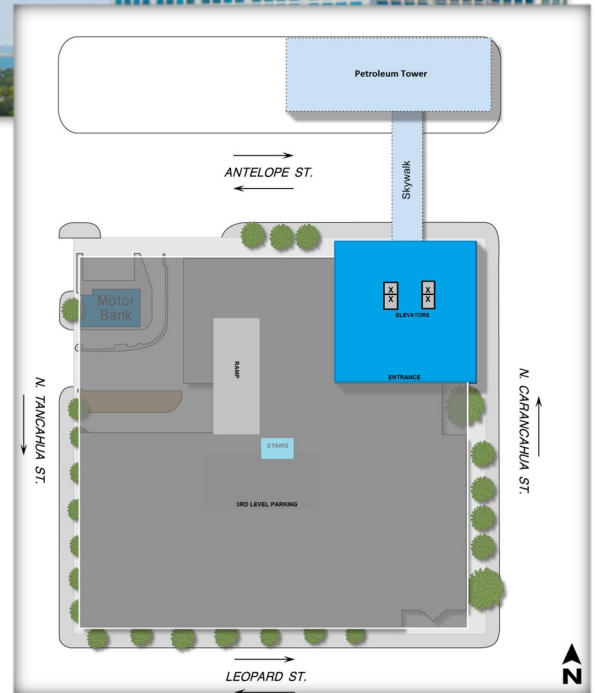 Petroleum Tower
ANTELOPE ST.
Skywalk
X X
X X
ELEVATORS
Motor
Bank
RAMP
ENTRANCE
N. TANCAHUA ST.
N. CARANCAHUA ST.
STAIRS
3RD LEVEL PARKING
LEOPARD ST.
N